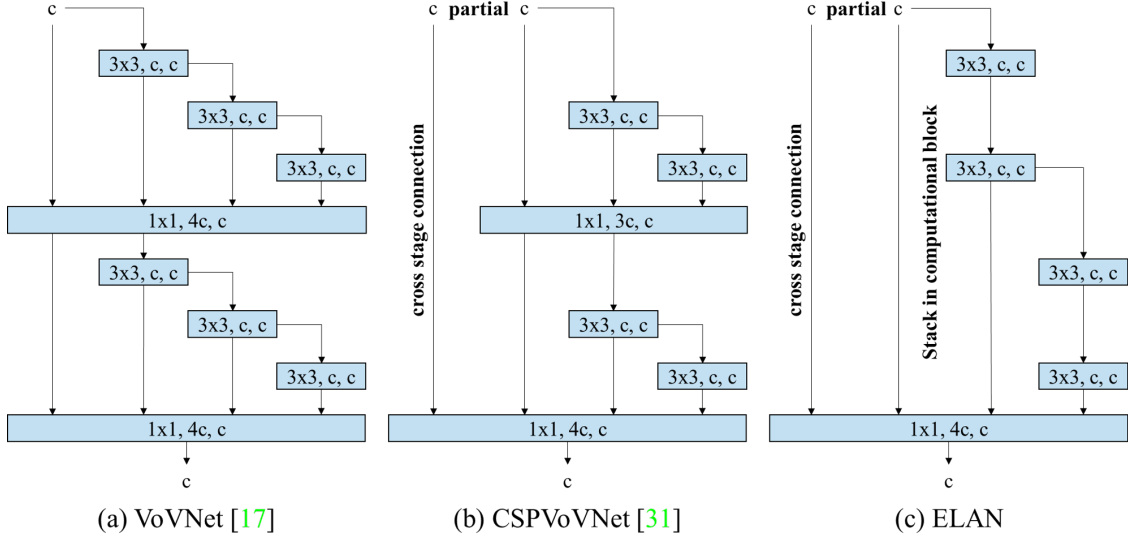 c
3x3, c, c
3x3, c, c
3x3, c, c
1x1, 4c, c
3x3, c, c
3x3, c, c
3x3, c, c
1x1, 4c, c
c
(a) VoVNet [17]
c partial c
cross stage connection
3x3, c, c
3x3, c, c
1x1, 3c, c
3x3, c, c
3x3, c, c
1x1, 4c, c
c
(b) CSPVoVNet [31]
c partial c
cross stage connection
Stack in computational block
3x3, c, c
3x3, c, c
3x3, c, c
3x3, c, c
1x1, 4c, c
c
(c) ELAN